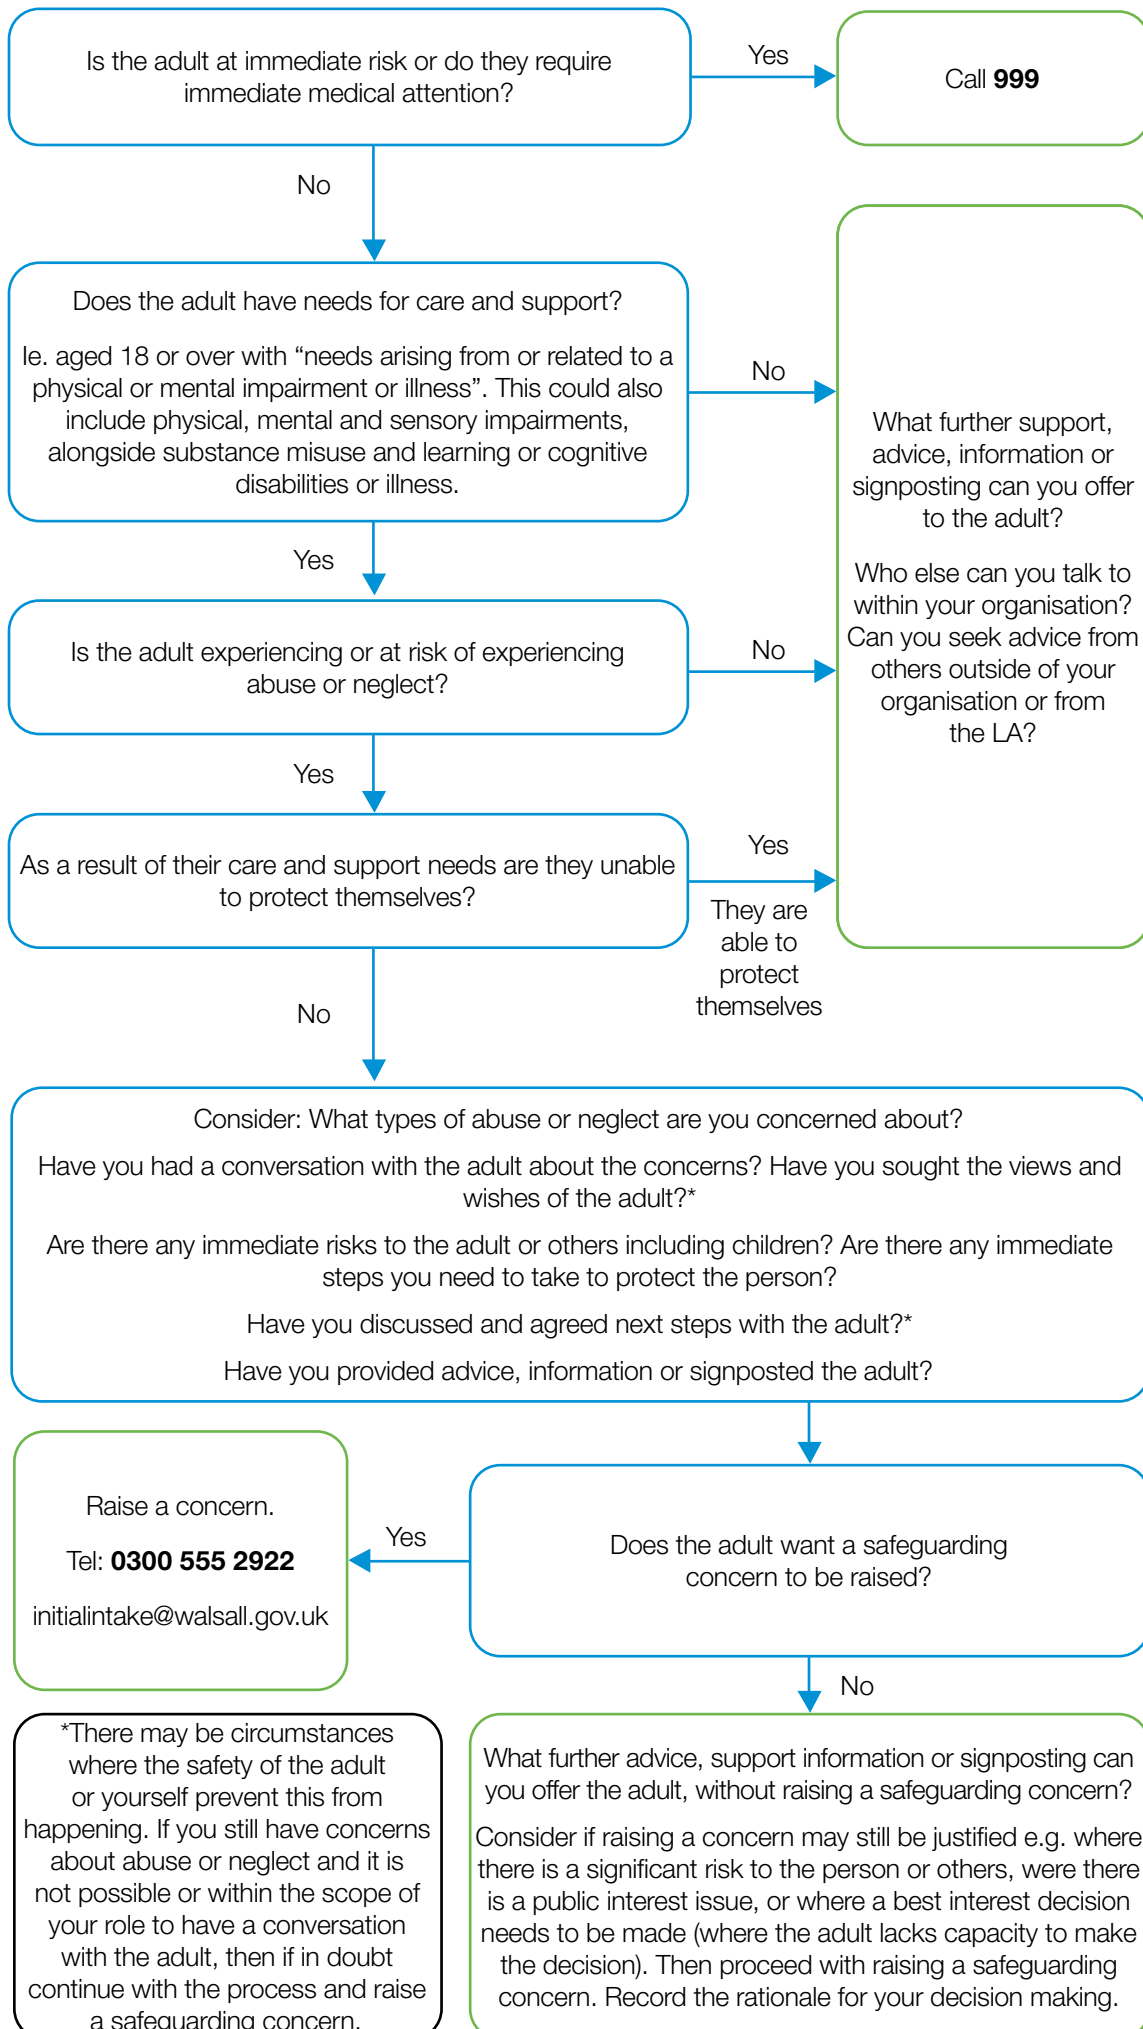 Is the adult at immediate risk or do they require
immediate medical attention?
Yes
Call 999
No
Does the adult have needs for care and support?
Ie. aged 18 or over with “needs arising from or related to a
physical or mental impairment or illness”. This could also
include physical, mental and sensory impairments,
alongside substance misuse and learning or cognitive
disabilities or illness.
No
What further support,
advice, information or
signposting can you offer
to the adult?
Who else can you talk to
within your organisation?
Can you seek advice from
others outside of your
organisation or from
the LA?
Yes
Is the adult experiencing or at risk of experiencing
abuse or neglect?
No
Yes
As a result of their care and support needs are they unable
to protect themselves?
Yes
They are
able to
protect
themselves
No
Consider: What types of abuse or neglect are you concerned about?
Have you had a conversation with the adult about the concerns? Have you sought the views and
wishes of the adult?*
Are there any immediate risks to the adult or others including children? Are there any immediate
steps you need to take to protect the person?
Have you discussed and agreed next steps with the adult?*
Have you provided advice, information or signposted the adult?
Does the adult want a safeguarding
concern to be raised?
Yes
Raise a concern.
Tel: 0300 555 2922
initialintake@walsall.gov.uk
No
What further advice, support information or signposting can
you offer the adult, without raising a safeguarding concern?
Consider if raising a concern may still be justified e.g. where
there is a significant risk to the person or others, were there
is a public interest issue, or where a best interest decision
needs to be made (where the adult lacks capacity to make
the decision). Then proceed with raising a safeguarding
concern. Record the rationale for your decision making.
*There may be circumstances
where the safety of the adult
or yourself prevent this from
happening. If you still have concerns
about abuse or neglect and it is
not possible or within the scope of
your role to have a conversation
with the adult, then if in doubt
continue with the process and raise
a safeguarding concern.